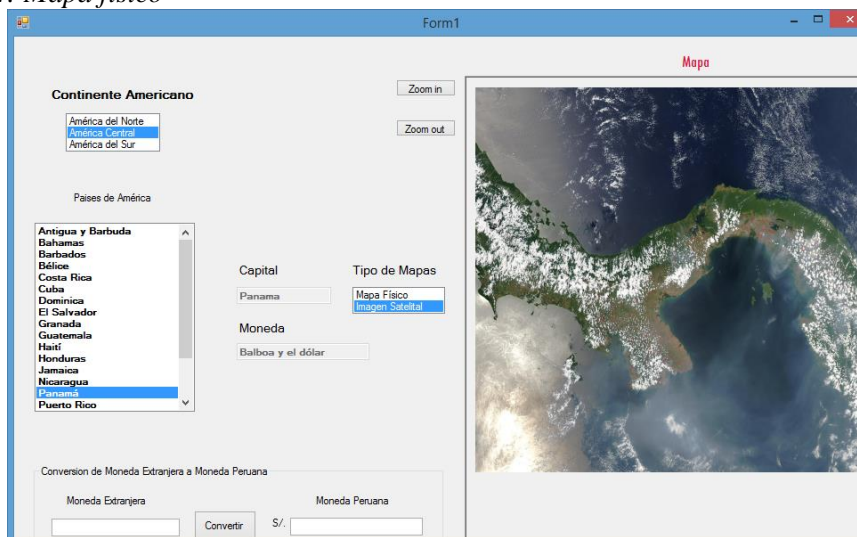 Mapa físico
Form1
Mapa
Continente Americano
Zoom in
América del Norte
América Central
América del Sur
Zoom out
Paises de América
Antigua y Barbuda
Bahamas
Barbados
Bélice
Costa Rica
Cuba
Dominica
El Salvador
Granada
Guatemala
Haití
Honduras
Jamaica
Nicaragua
Panamá
Puerto Rico
Capital
Panama
Moneda
Balboa y el dólar
Tipo de Mapas
Mapa Físico
Imagen Satelital
Conversion de Moneda Extranjera a Moneda Peruana
Moneda Extranjera
Moneda Peruana
Convertir
S/.